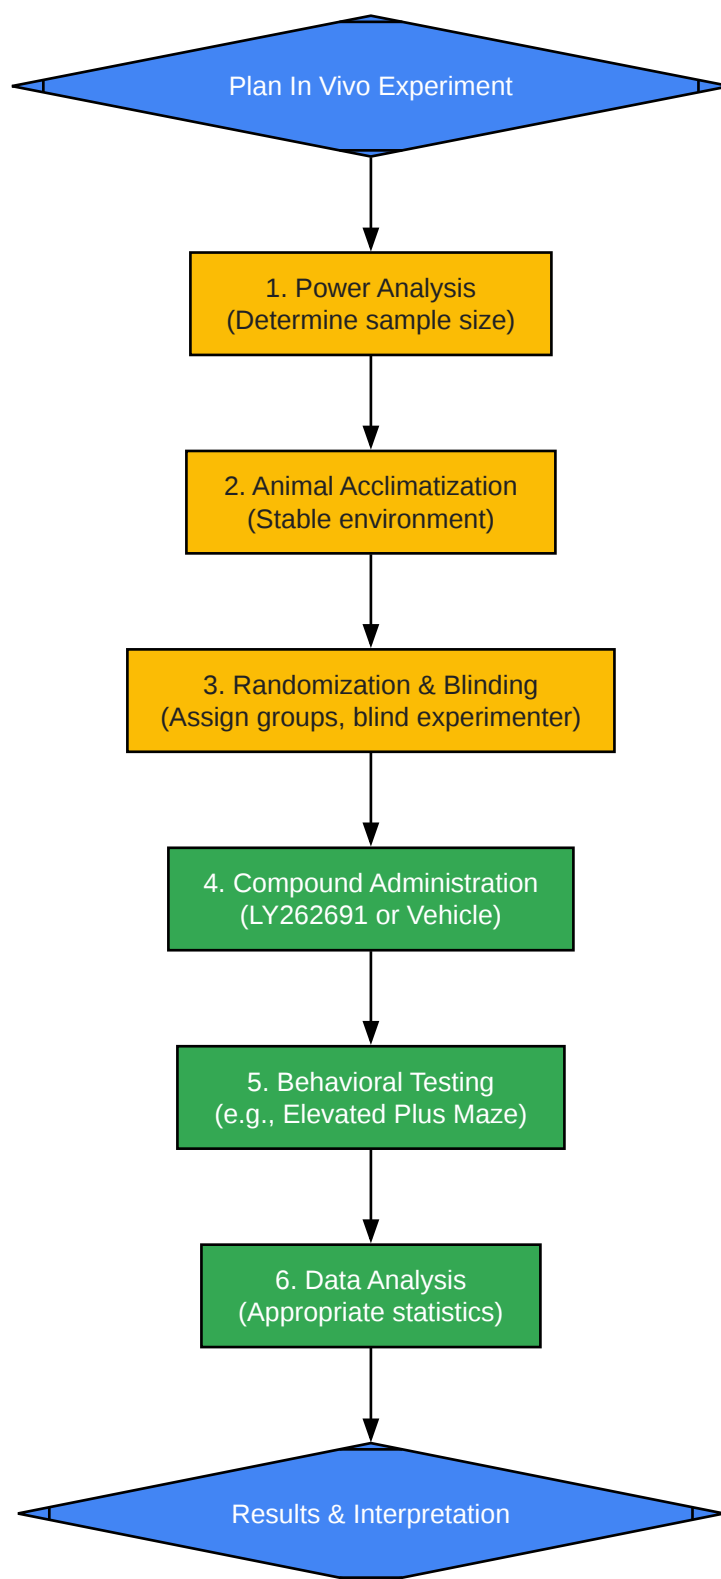 Plan In Vivo Experiment
1. Power Analysis
(Determine sample size)
2. Animal Acclimatization
(Stable environment)
3. Randomization & Blinding
(Assign groups, blind experimenter)
4. Compound Administration
(LY262691 or Vehicle)
5. Behavioral Testing
(e.g., Elevated Plus Maze)
6. Data Analysis
(Appropriate statistics)
Results & Interpretation